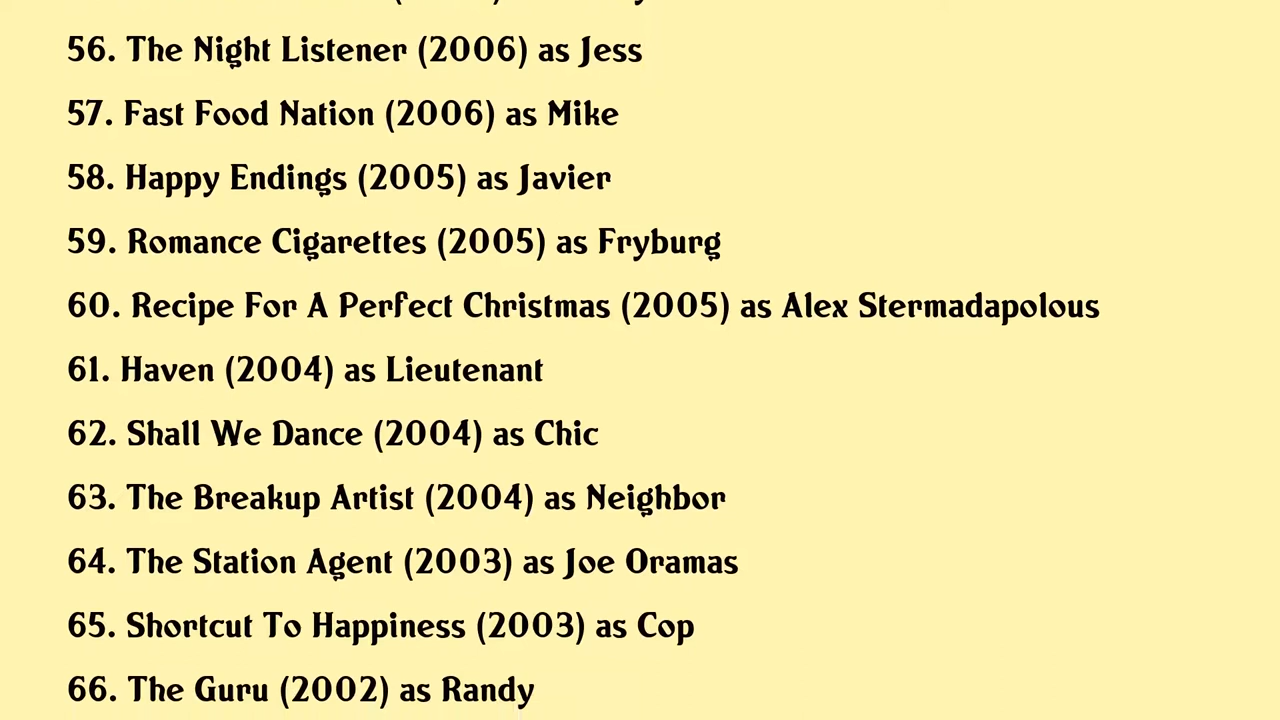 56. The Night Listener (2006) as Jess
57. Fast Food Nation (2006) as Mike
58. Happy Endings (2005) as Javier
59. Romance Cigarettes (2005) as Fryburg
60. Recipe For A Perfect Christmas (2005) as Alex Stermadapolous
61. Haven (2004) as Lieutenant
62. Shall We Dance (2004) as Chic
63. The Breakup Artist (2004) as Neighbor
64. The Station Agent (2003) as Joe Oramas
65. Shortcut To Happiness (2003) as Cop
66. The Guru (2002) as Randy